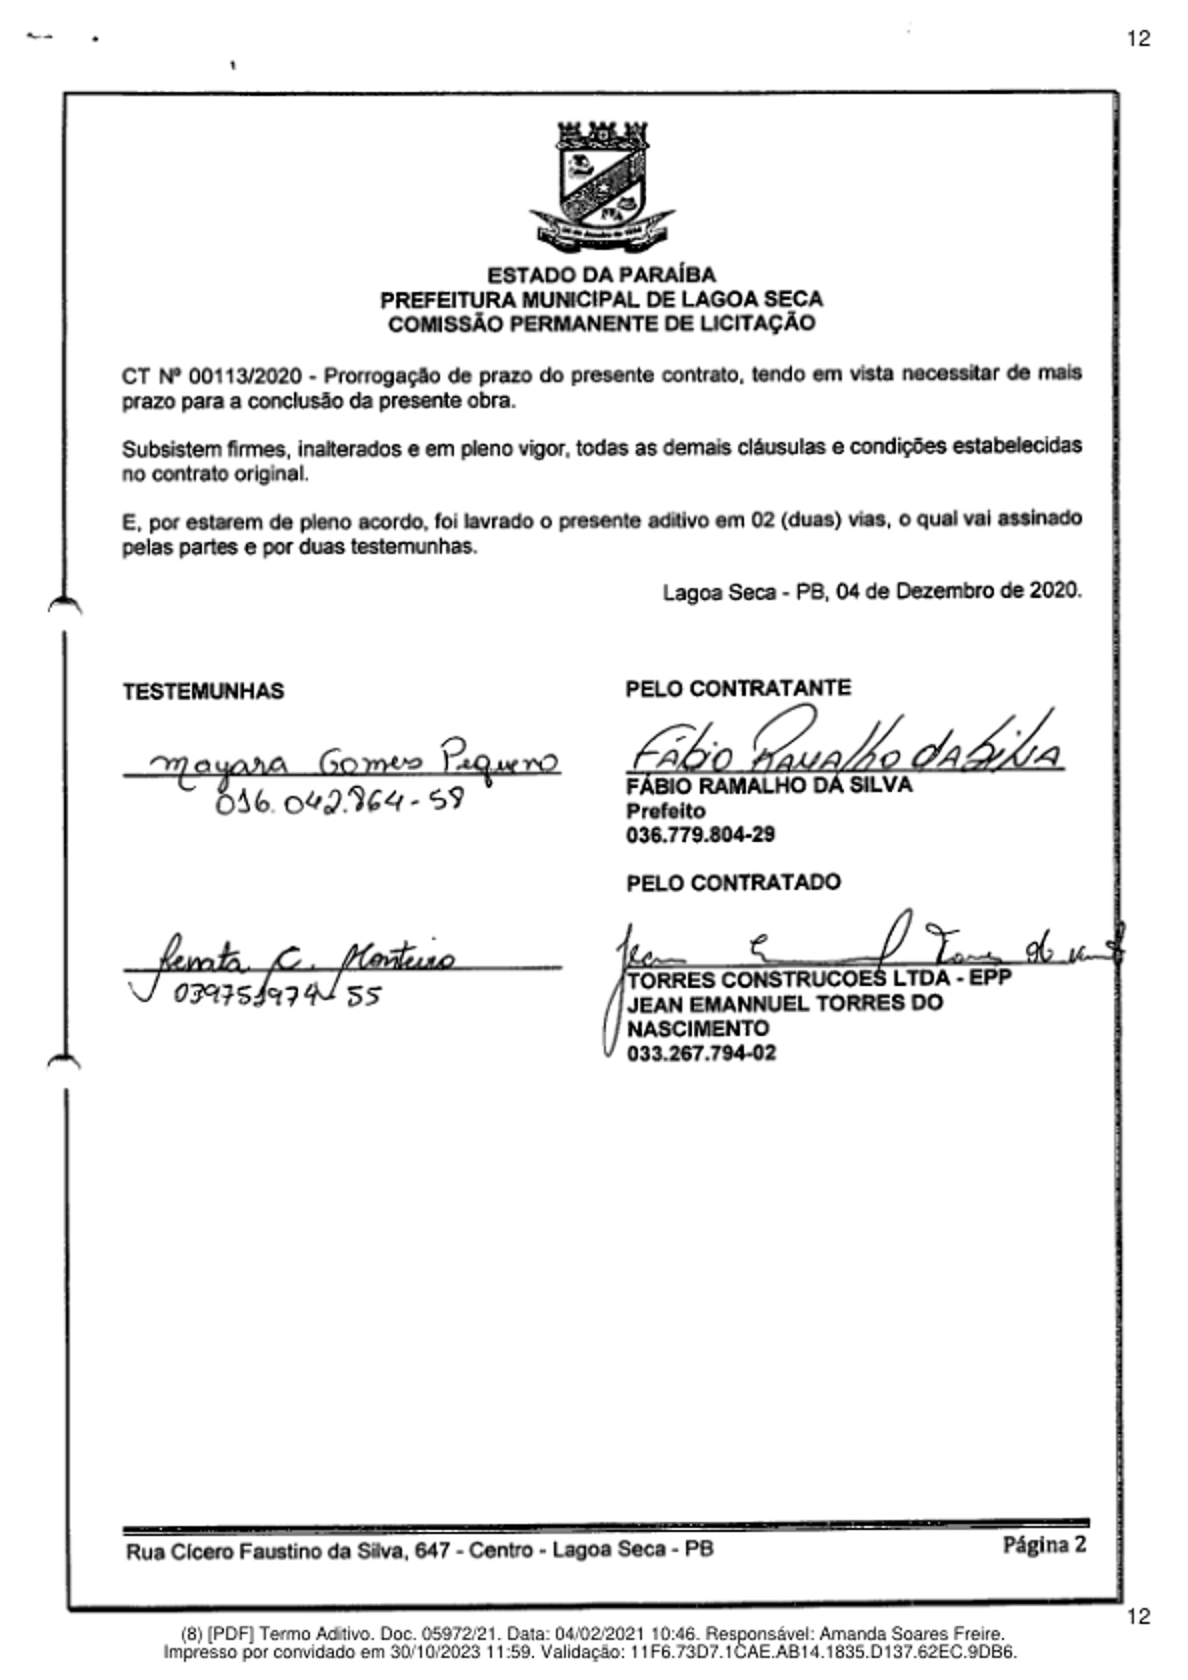 12
ESTADO DA PARAÍBA
PREFEITURA MUNICIPAL DE LAGOA SECA
COMISSÃO PERMANENTE DE LICITAÇÃO
CT Nº 00113/2020 - Prorrogação de prazo do presente contrato, tendo em vista necessitar de mais
prazo para a conclusão da presente obra.
Subsistem firmes, inalterados e em pleno vigor, todas as demais cláusulas e condições estabelecidas
no contrato original.
E, por estarem de pleno acordo, foi lavrado o presente aditivo em 02 (duas) vias, o qual vai assinado
pelas partes e por duas testemunhas.
Lagoa Seca - PB, 04 de Dezembro de 2020.
TESTEMUNHAS
Mayara Gomes Pequeno
016.042.864-58
Renata C. Monteiro
039751974-55
PELO CONTRATANTE
Fábio Ramalho da Silva
FÁBIO RAMALHO DA SILVA
Prefeito
036.779.804-29
PELO CONTRATADO
Jean Torres do
TORRES CONSTRUCOES LTDA - EPP
JEAN EMANNUEL TORRES DO
NASCIMENTO
033.267.794-02
Rua Cícero Faustino da Silva, 647 - Centro - Lagoa Seca - PB
Página 2
12
(8) [PDF] Termo Aditivo. Doc. 05972/21. Data: 04/02/2021 10:46. Responsável: Amanda Soares Freire.
Impresso por convidado em 30/10/2023 11:59. Validação: 11F6.73D7.1CAE.AB14.1835.D137.62EC.9DB6.